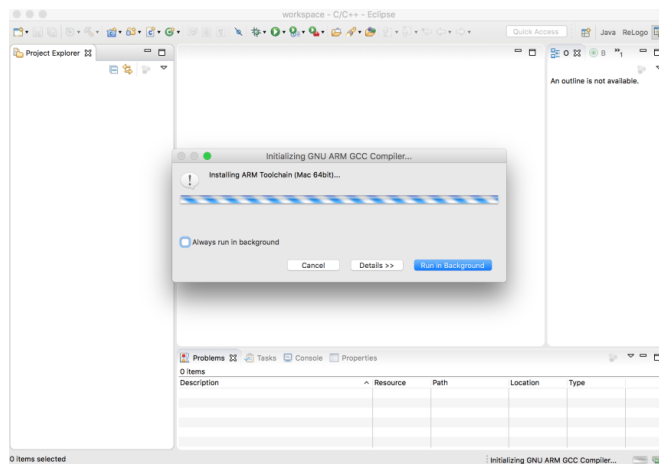 workspace - C/C++ - Eclipse
Quick Access
Java
ReLogo
Project Explorer
O
B
»1
An outline is not available.
Initializing GNU ARM GCC Compiler...
Installing ARM Toolchain (Mac 64bit)...
Always run in background
Cancel
Details >>
Run in Background
Problems
Tasks
Console
Properties
0 items
Description
Resource
Path
Location
Type
0 items selected
Initializing GNU ARM GCC Compiler...